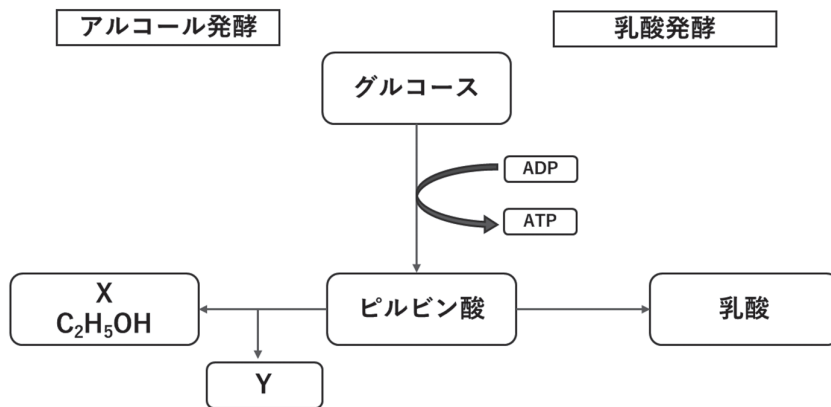 アルコール発酵
乳酸発酵
グルコース
ADP
ATP
X
C₂H₅OH
ピルビン酸
乳酸
Y